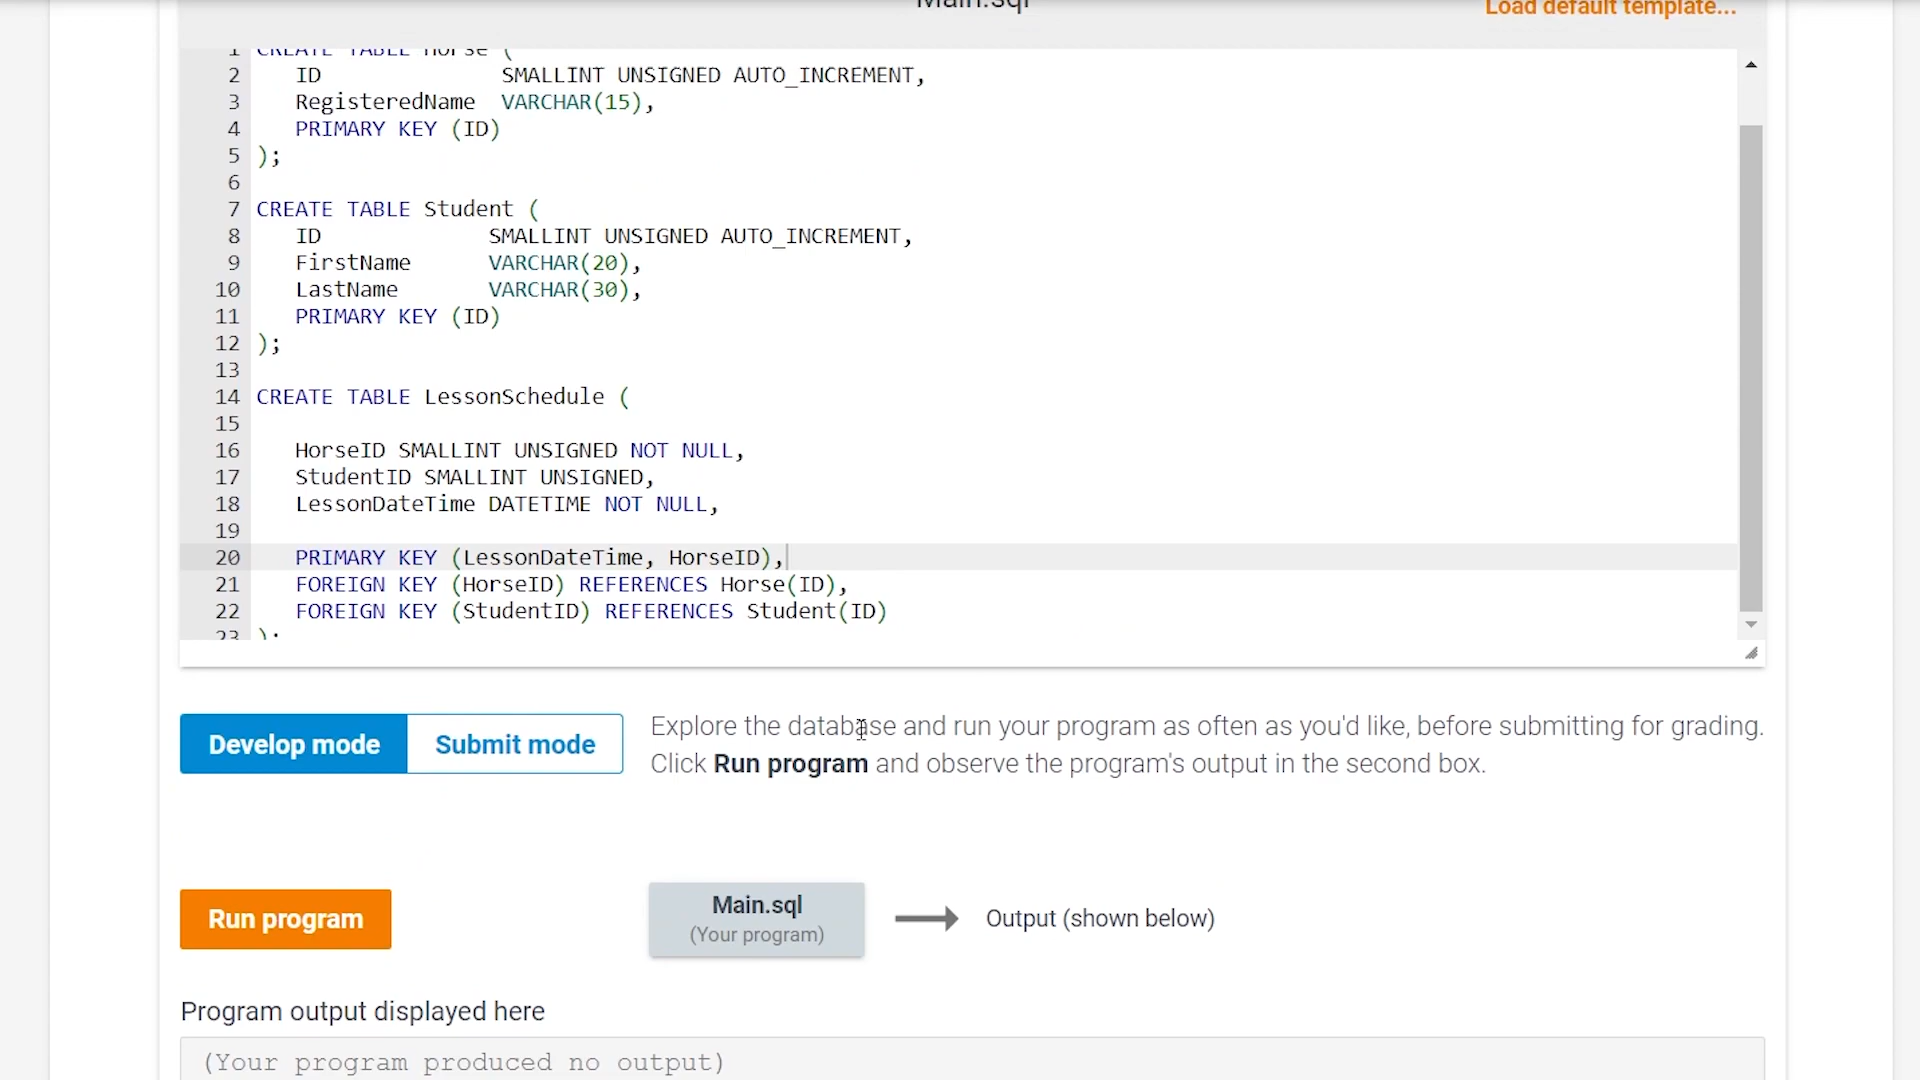 Main.sql
Load default template...
1 CREATE TABLE Horse (
2 ID SMALLINT UNSIGNED AUTO_INCREMENT,
3 RegisteredName VARCHAR(15),
4 PRIMARY KEY (ID)
5 );
6
7 CREATE TABLE Student (
8 ID SMALLINT UNSIGNED AUTO_INCREMENT,
9 FirstName VARCHAR(20),
10 LastName VARCHAR(30),
11 PRIMARY KEY (ID)
12 );
13
14 CREATE TABLE LessonSchedule (
15
16 HorseID SMALLINT UNSIGNED NOT NULL,
17 StudentID SMALLINT UNSIGNED,
18 LessonDateTime DATETIME NOT NULL,
19
20 PRIMARY KEY (LessonDateTime, HorseID),
21 FOREIGN KEY (HorseID) REFERENCES Horse(ID),
22 FOREIGN KEY (StudentID) REFERENCES Student(ID)
23 );
Develop mode
Submit mode
Explore the database and run your program as often as you'd like, before submitting for grading.
Click Run program and observe the program's output in the second box.
Run program
Main.sql
(Your program)
Output (shown below)
Program output displayed here
(Your program produced no output)